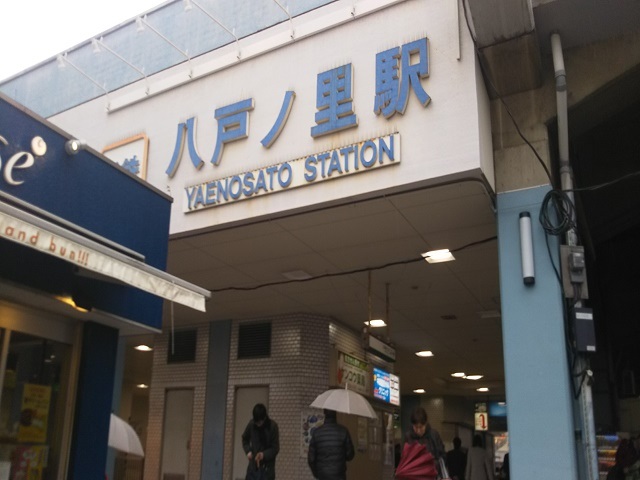 八戸ノ里駅
YAENOSATO STATION
and bun!!!